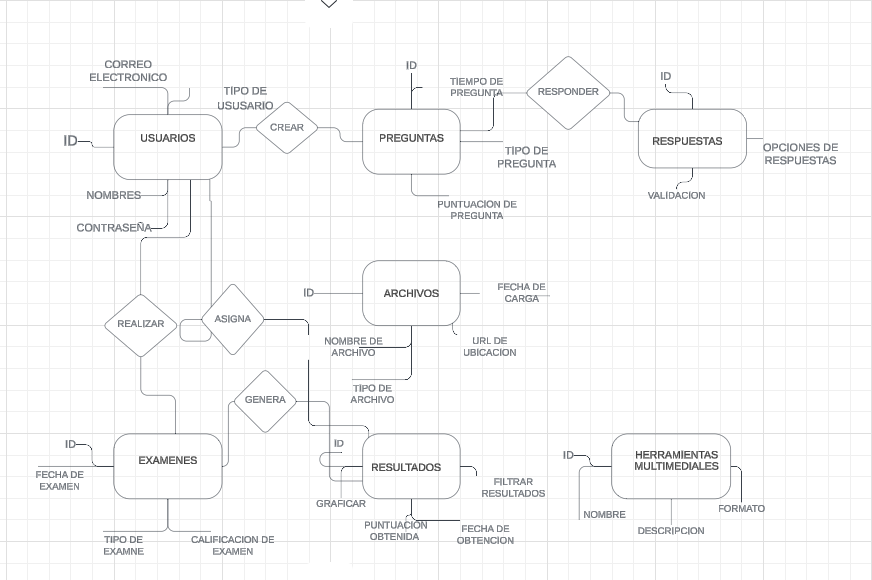 CORREO
ELECTRONICO
TIPO DE
USUSARIO
ID
USUARIOS
CREAR
NOMBRES
CONTRASEÑA
ID
TIEMPO DE
PREGUNTA
PREGUNTAS
TIPO DE
PREGUNTA
PUNTUACION DE
PREGUNTA
RESPONDER
ID
RESPUESTAS
OPCIONES DE
RESPUESTAS
VALIDACION
REALIZAR
ASIGNA
ID
ARCHIVOS
FECHA DE
CARGA
NOMBRE DE
ARCHIVO
URL DE
UBICACION
TIPO DE
ARCHIVO
GENERA
ID
EXAMENES
FECHA DE
EXAMEN
TIPO DE
EXAMNE
CALIFICACION DE
EXAMEN
ID
RESULTADOS
GRAFICAR
FILTRAR
RESULTADOS
PUNTUACIÓN
OBTENIDA
FECHA DE
OBTENCION
ID
HERRAMIENTAS
MULTIMEDIALES
NOMBRE
DESCRIPCION
FORMATO